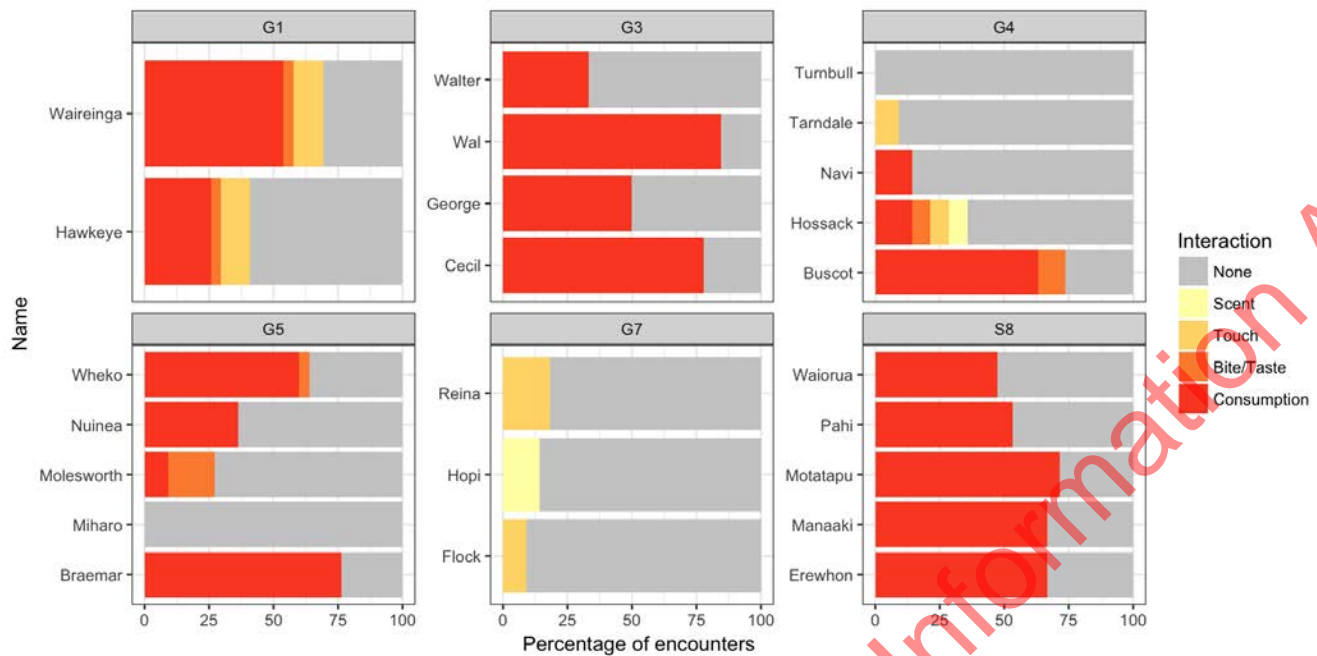 G1
G3
G4
Waireinga
Hawkeye
Walter
Wal
George
Cecil
Turnbull
Tarndale
Navi
Hossack
Buscot
Name
G5
G7
S8
Wheko
Nuinea
Molesworth
Miharo
Braemar
Reina
Hopi
Flock
Waiorua
Pahi
Motatapu
Manaaki
Erewhon
0 25 50 75 100
0 25 50 75 100
0 25 50 75 100
Percentage of encounters
Interaction
None
Scent
Touch
Bite/Taste
Consumption
Information